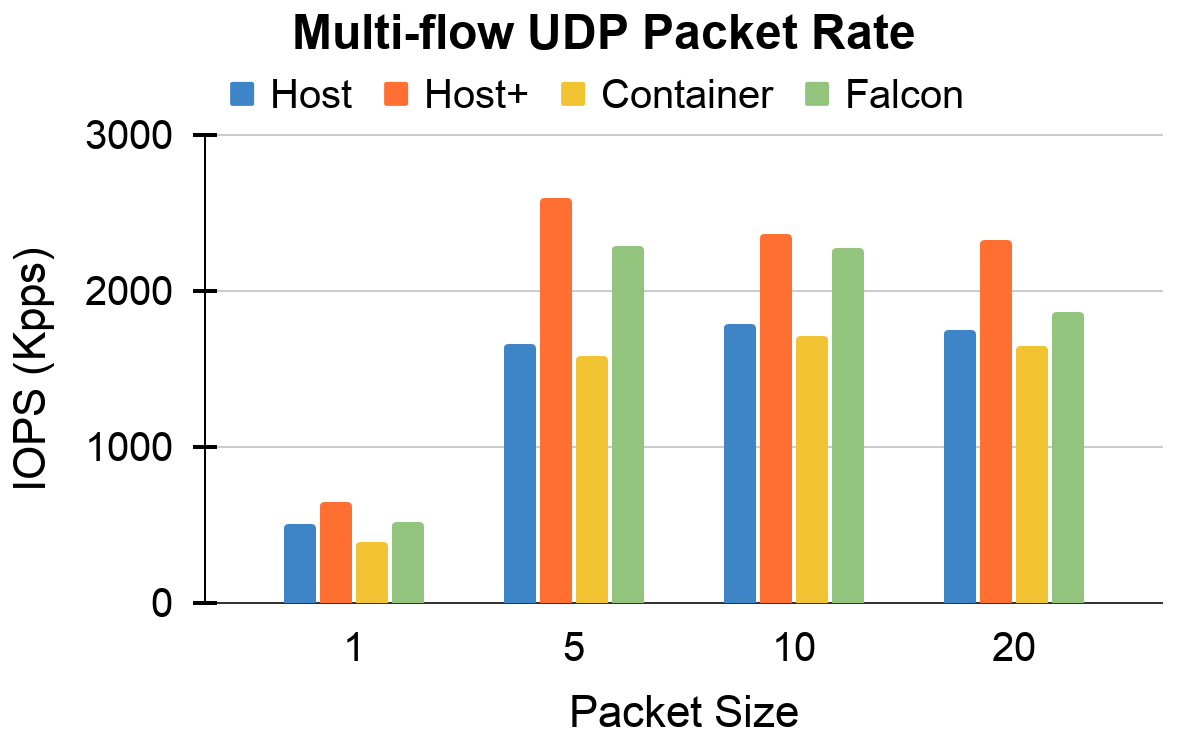 Multi-flow UDP Packet Rate
Host Host+ Container Falcon
3000
2000
1000
0
IOPS (Kpps)
1 5 10 20
Packet Size